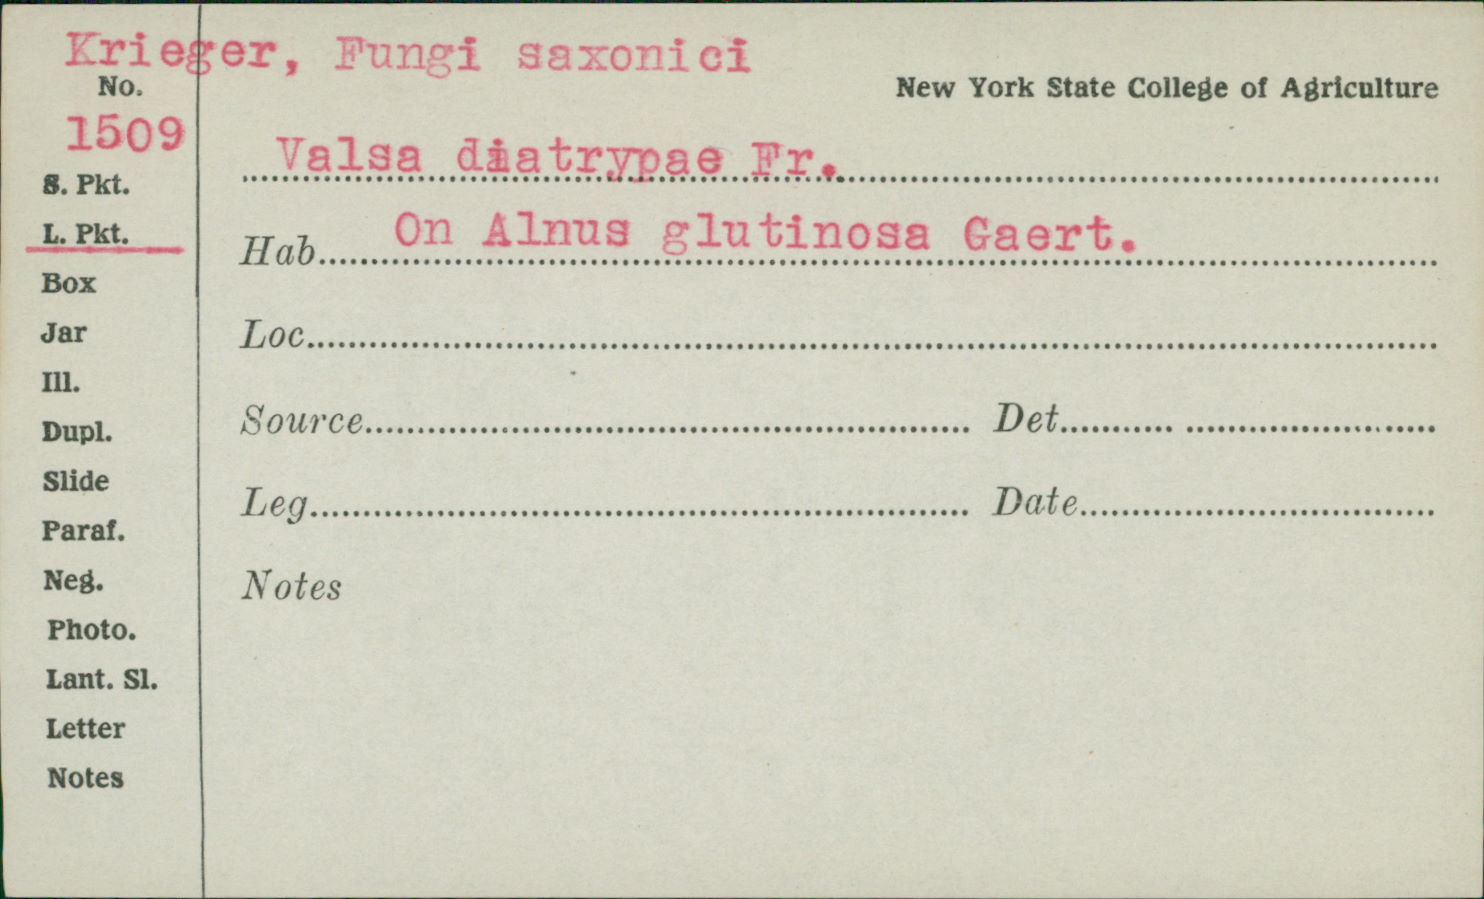 Krieger, Fungi saxonici
No.
New York State College of Agriculture
1509
Valsa diatrypae Fr.
S. Pkt.
L. Pkt.
Hab. On Alnus glutinosa Gaert.
Box
Jar
Loc.
Ill.
Dupl.
Source Det.
Slide
Leg. Date
Paraf.
Neg.
Notes
Photo.
Lant. Sl.
Letter
Notes